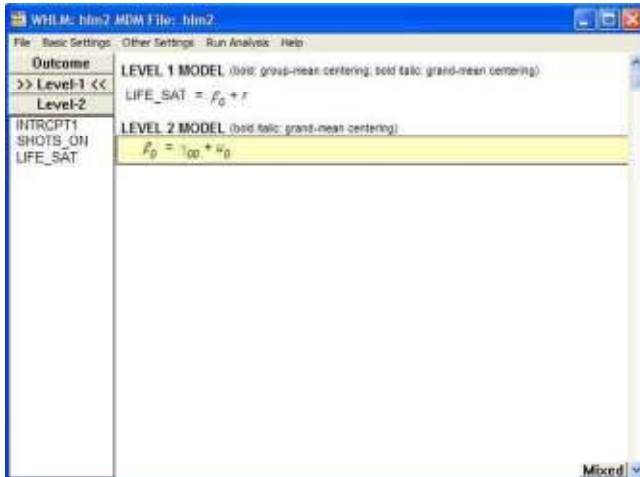 WHLM: hlm2 MDM File: hlm2
File Basic Settings Other Settings Run Analysis Help
Outcome
>> Level-1 <<
Level-2
INTRCPT1
SHOTS_ON
LIFE_SAT
LEVEL 1 MODEL (bold: group-mean centering; bold italic: grand-mean centering)
LIFE_SAT = β₀ + r
LEVEL 2 MODEL (bold italic: grand-mean centering)
β₀ = γ₀₀ + u₀
Mixed